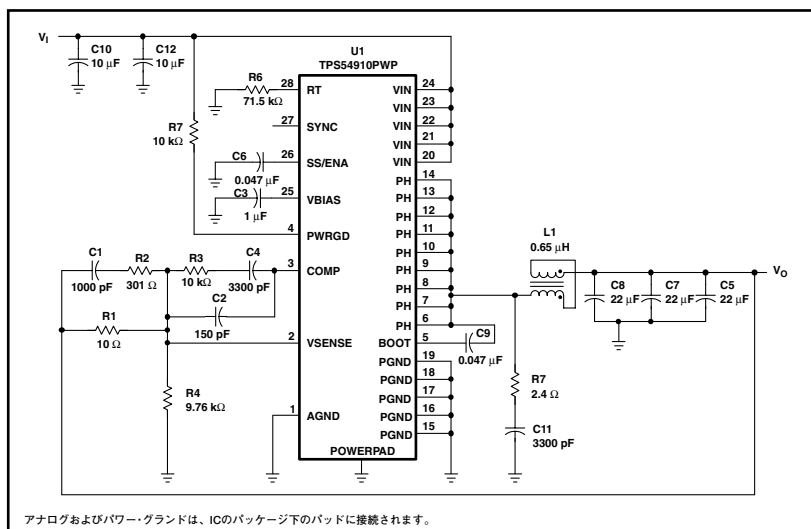 VI
C10
10 μF
C12
10 μF
U1
TPS54910PWP
R6
71.5 kΩ
R7
10 kΩ
C6
0.047 μF
C3
1 μF
28 RT
27 SYNC
26 SS/ENA
25 VBIAS
4 PWRGD
3 COMP
2 VSENSE
1 AGND
VIN 24
VIN 23
VIN 22
VIN 21
VIN 20
PH 14
PH 13
PH 12
PH 11
PH 10
PH 9
PH 8
PH 7
PH 6
BOOT 5
PGND 19
PGND 18
PGND 17
PGND 16
PGND 15
POWERPAD
C1
1000 pF
R2
301 Ω
R3
10 kΩ
C4
3300 pF
C2
150 pF
R1
10 Ω
R4
9.76 kΩ
C9
0.047 μF
L1
0.65 μH
R7
2.4 Ω
C11
3300 pF
C8
22 μF
C7
22 μF
C5
22 μF
VO
アナログおよびパワー・グランドは、ICのパッケージ下のパッドに接続されます。